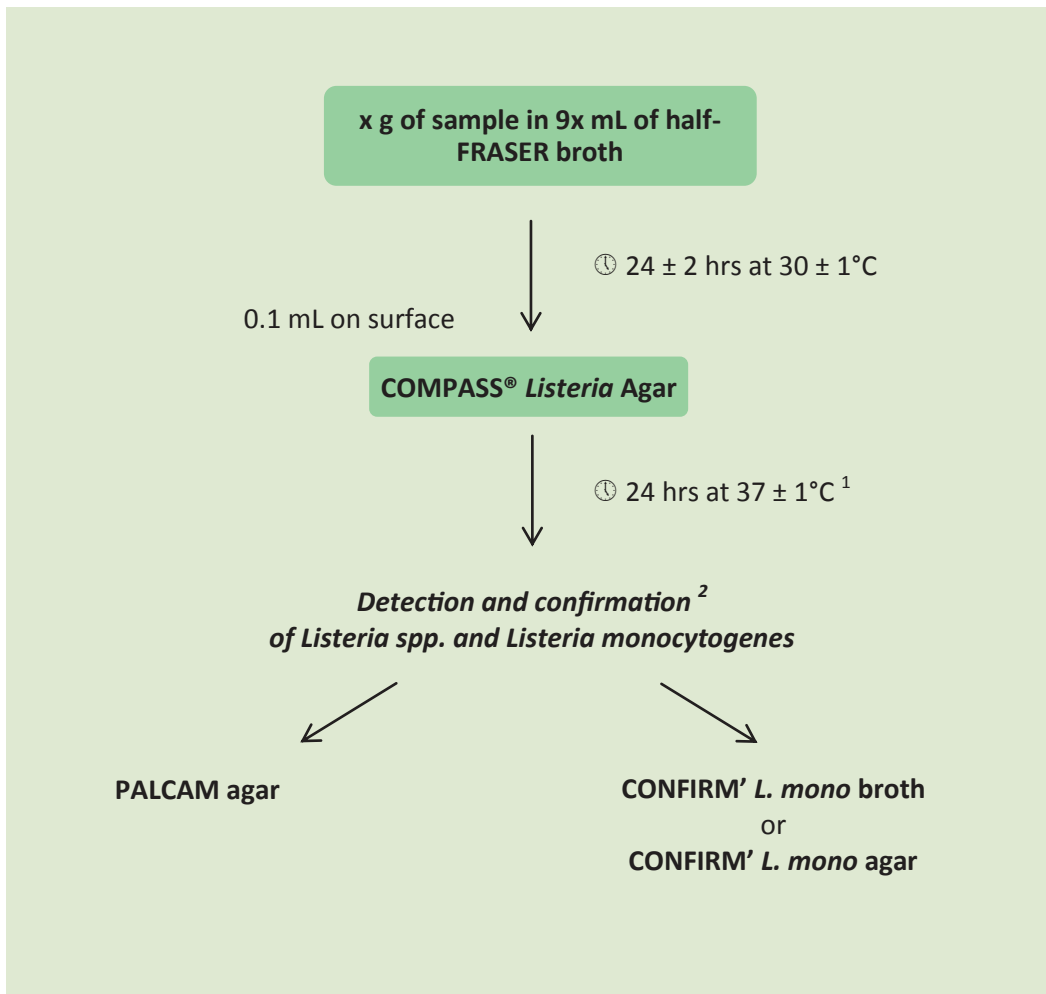 x g of sample in 9x mL of half-
FRASER broth
🕔 24 ± 2 hrs at 30 ± 1°C
0.1 mL on surface
COMPASS® Listeria Agar
🕔 24 hrs at 37 ± 1°C ¹
Detection and confirmation ²
of Listeria spp. and Listeria monocytogenes
PALCAM agar
CONFIRM’ L. mono broth
or
CONFIRM’ L. mono agar